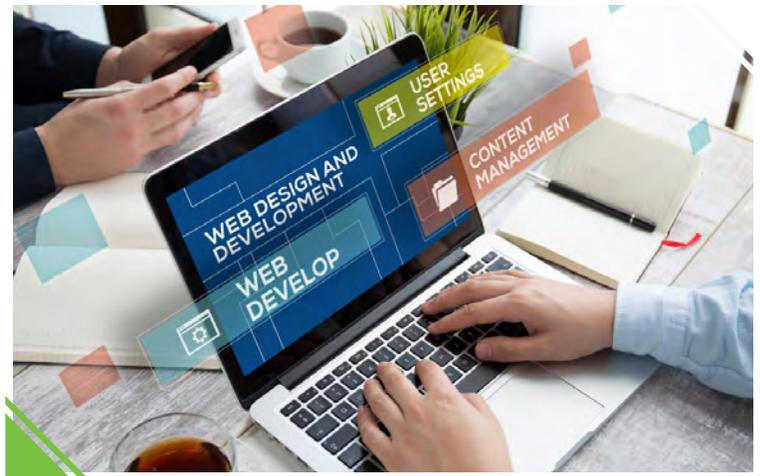 USER
SETTINGS
CONTENT
MANAGEMENT
WEB DESIGN AND
DEVELOPMENT
WEB
DEVELOP